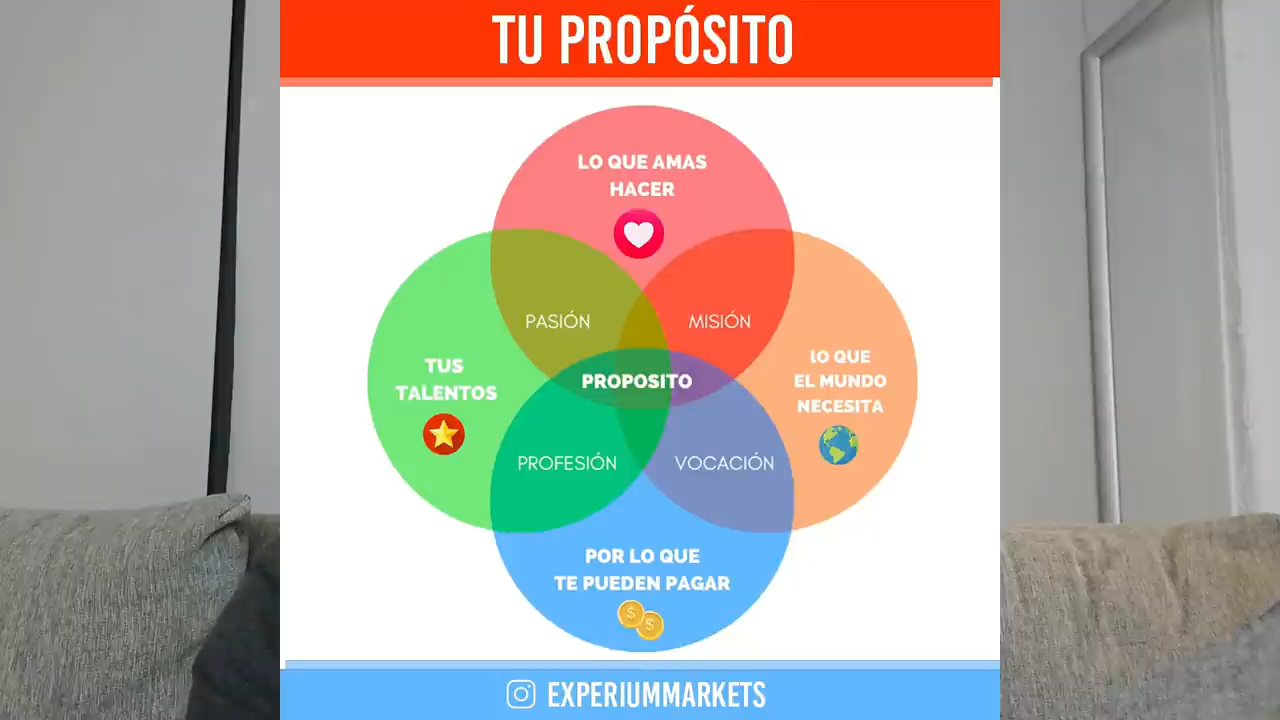 TU PROPÓSITO
LO QUE AMAS
HACER
PASIÓN
MISIÓN
TUS
TALENTOS
PROPOSITO
lO QUE
EL MUNDO
NECESITA
PROFESIÓN
VOCACIÓN
POR LO QUE
TE PUEDEN PAGAR
$ $
EXPERIUMMARKETS